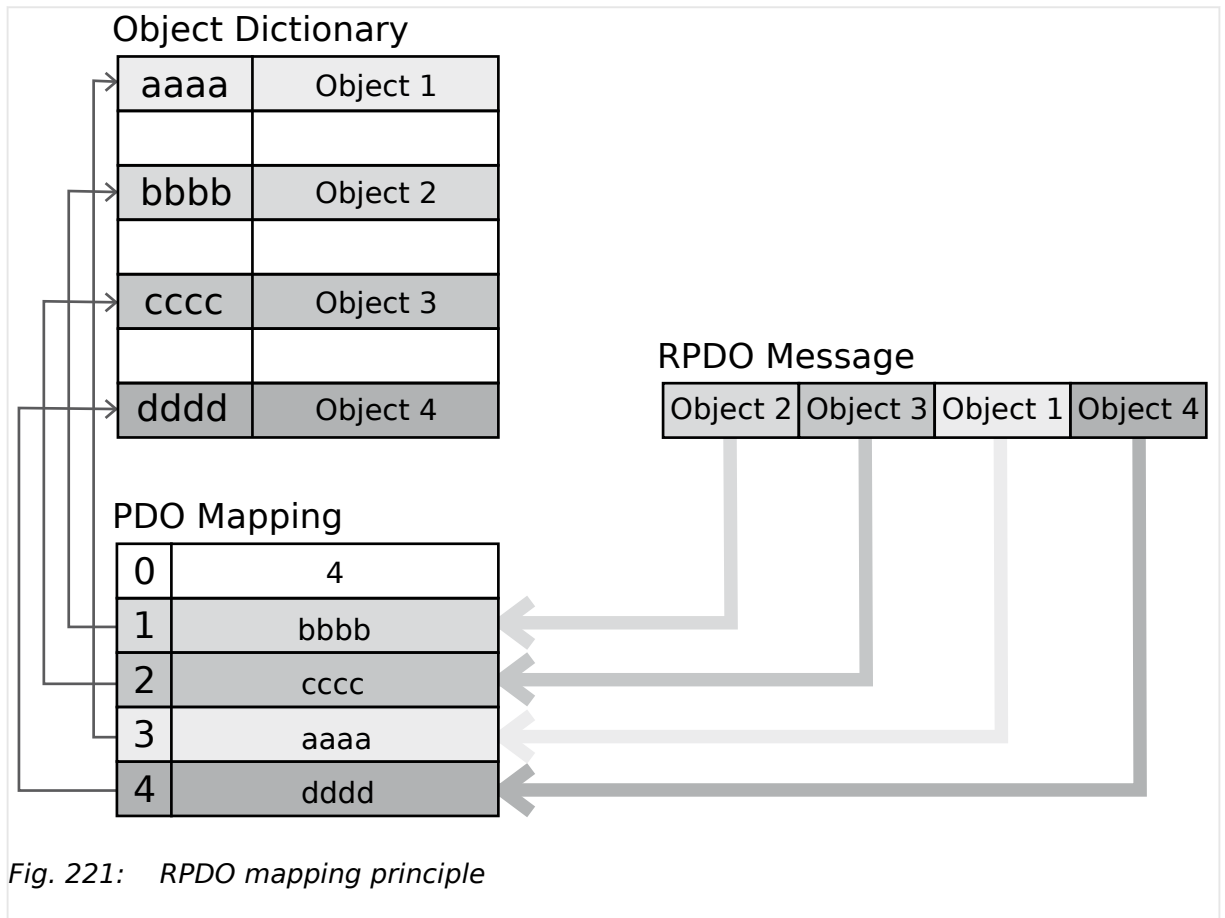 Object Dictionary
aaaa Object 1
bbbb Object 2
cccc Object 3
dddd Object 4
RPDO Message
Object 2 Object 3 Object 1 Object 4
PDO Mapping
0 4
1 bbbb
2 cccc
3 aaaa
4 dddd
Fig. 221: RPDO mapping principle